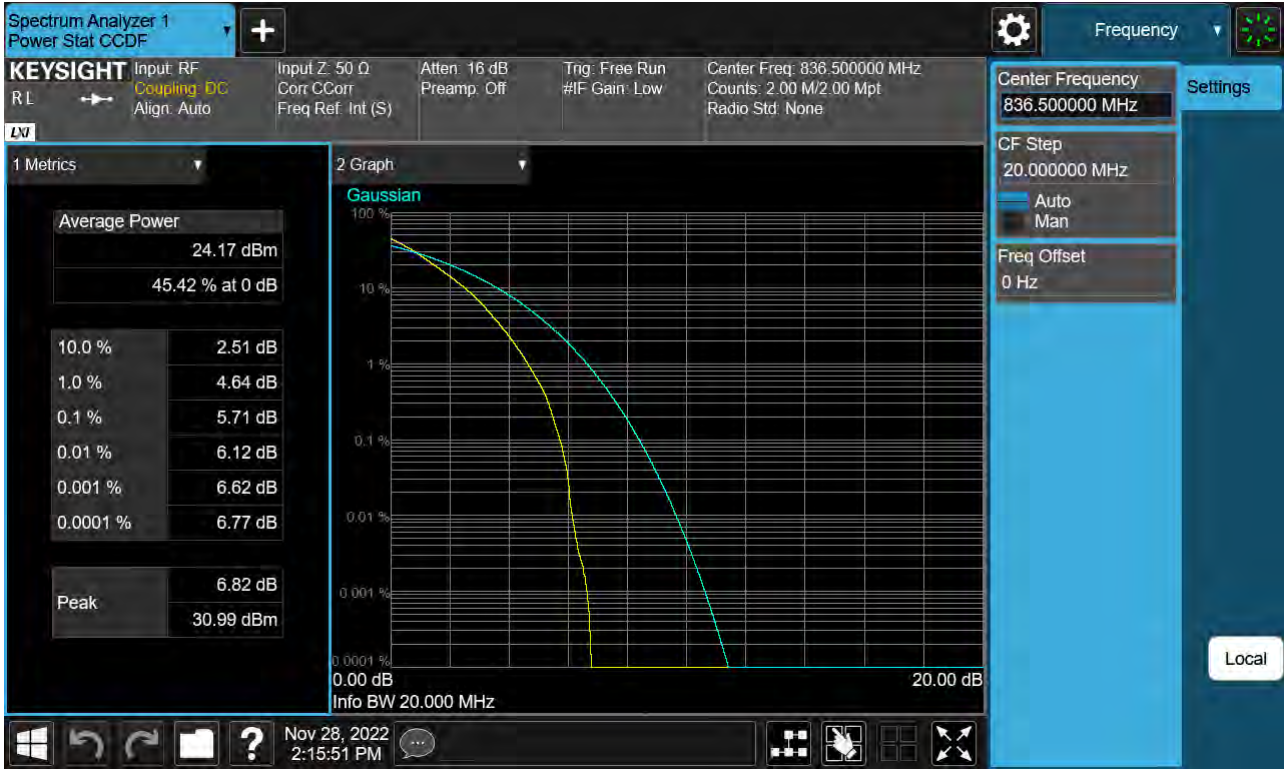 Spectrum Analyzer 1
Power Stat CCDF
Frequency
KEYSIGHT
R L
LXI
Input: RF
Coupling: DC
Align: Auto
Input Z: 50 Ω
Corr CCorr
Freq Ref: Int (S)
Atten: 16 dB
Preamp: Off
Trig: Free Run
#IF Gain: Low
Center Freq: 836.500000 MHz
Counts: 2.00 M/2.00 Mpt
Radio Std: None
Center Frequency
836.500000 MHz
Settings
CF Step
20.000000 MHz
Auto
Man
Freq Offset
0 Hz
Local
1 Metrics
Average Power
24.17 dBm
45.42 % at 0 dB
10.0 % 2.51 dB
1.0 % 4.64 dB
0.1 % 5.71 dB
0.01 % 6.12 dB
0.001 % 6.62 dB
0.0001 % 6.77 dB
Peak
6.82 dB
30.99 dBm
2 Graph
Gaussian
100 %
10 %
1 %
0.1 %
0.01 %
0.001 %
0.0001 %
0.00 dB 20.00 dB
Info BW 20.000 MHz
?
Nov 28, 2022
2:15:51 PM